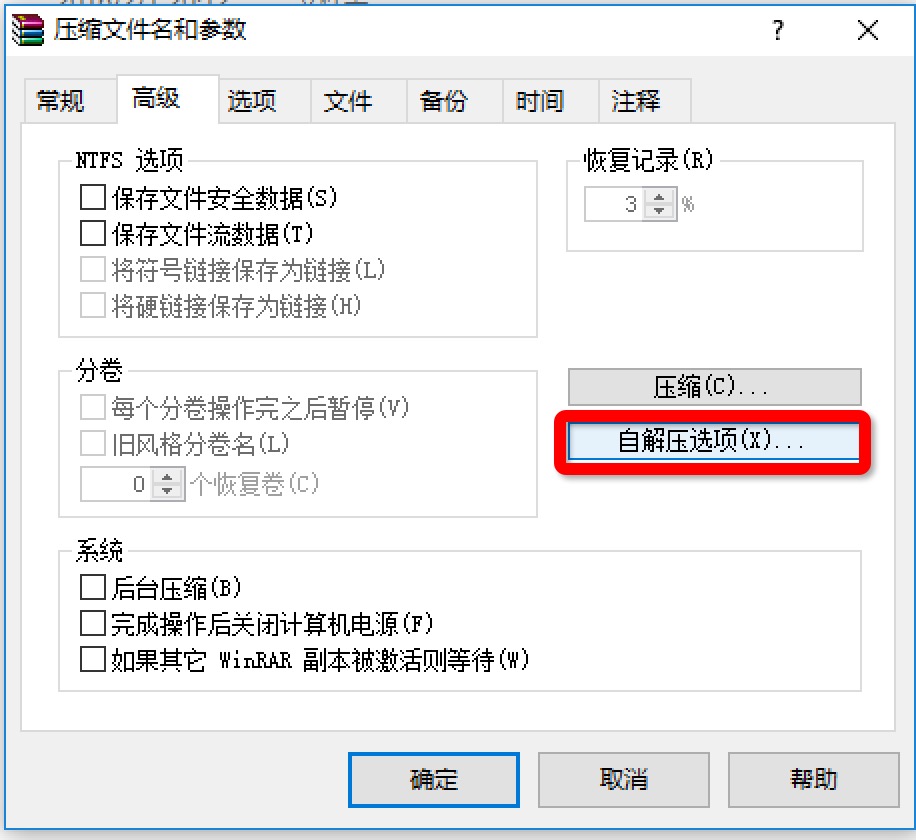 压缩文件名和参数
?
常规 高级 选项 文件 备份 时间 注释
NTFS 选项
保存文件安全数据(S)
保存文件流数据(T)
将符号链接保存为链接(L)
将硬链接保存为链接(H)
恢复记录(R)
3 %
分卷
每个分卷操作完之后暂停(V)
旧风格分卷名(L)
0 个恢复卷(C)
压缩(C)...
自解压选项(X)...
系统
后台压缩(B)
完成操作后关闭计算机电源(F)
如果其它 WinRAR 副本被激活则等待(W)
确定 取消 帮助